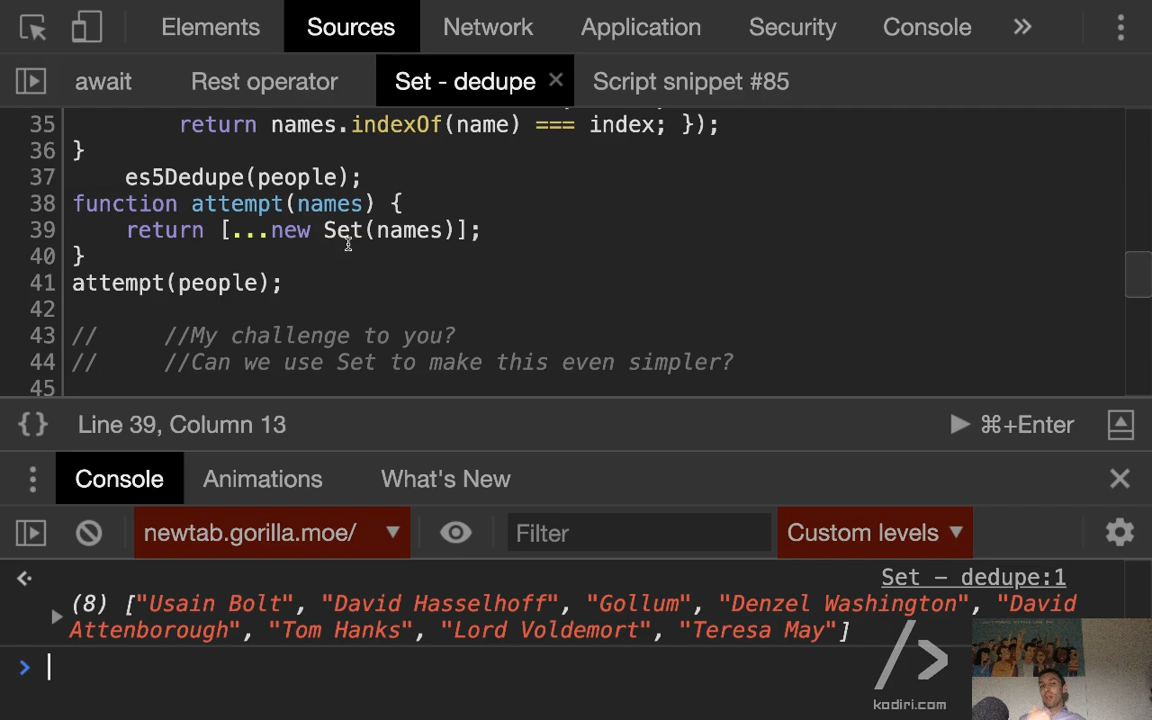 Elements Sources Network Application Security Console »
await Rest operator Set - dedupe × Script snippet #85
35 return names.indexOf(name) === index; });
36 }
37 es5Dedupe(people);
38 function attempt(names) {
39 return [...new Set(names)];
40 }
41 attempt(people);
42
43 // //My challenge to you?
44 // //Can we use Set to make this even simpler?
45
{} Line 39, Column 13 ⌘+Enter
Console Animations What's New
newtab.gorilla.moe/ Filter Custom levels
Set - dedupe:1
(8) ["Usain Bolt", "David Hasselhoff", "Gollum", "Denzel Washington", "David
Attenborough", "Tom Hanks", "Lord Voldemort", "Teresa May"]
>
/>
kodiri.com